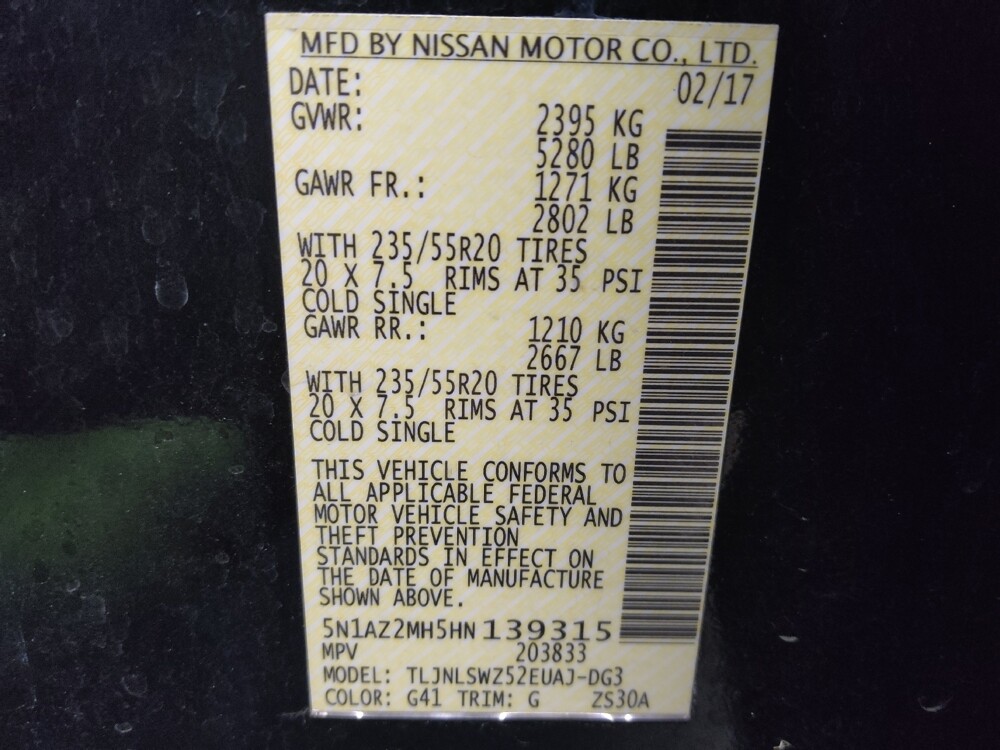 MFD BY NISSAN MOTOR CO., LTD.
DATE: 02/17
GVWR: 2395 KG
5280 LB
GAWR FR.: 1271 KG
2802 LB
WITH 235/55R20 TIRES
20 X 7.5 RIMS AT 35 PSI
COLD SINGLE
GAWR RR.: 1210 KG
2667 LB
WITH 235/55R20 TIRES
20 X 7.5 RIMS AT 35 PSI
COLD SINGLE
THIS VEHICLE CONFORMS TO
ALL APPLICABLE FEDERAL
MOTOR VEHICLE SAFETY AND
THEFT PREVENTION
STANDARDS IN EFFECT ON
THE DATE OF MANUFACTURE
SHOWN ABOVE.
5N1AZ2MH5HN139315
MPV 203833
MODEL: TLJNLSWZ52EUAJ-DG3
COLOR: G41 TRIM: G ZS30A